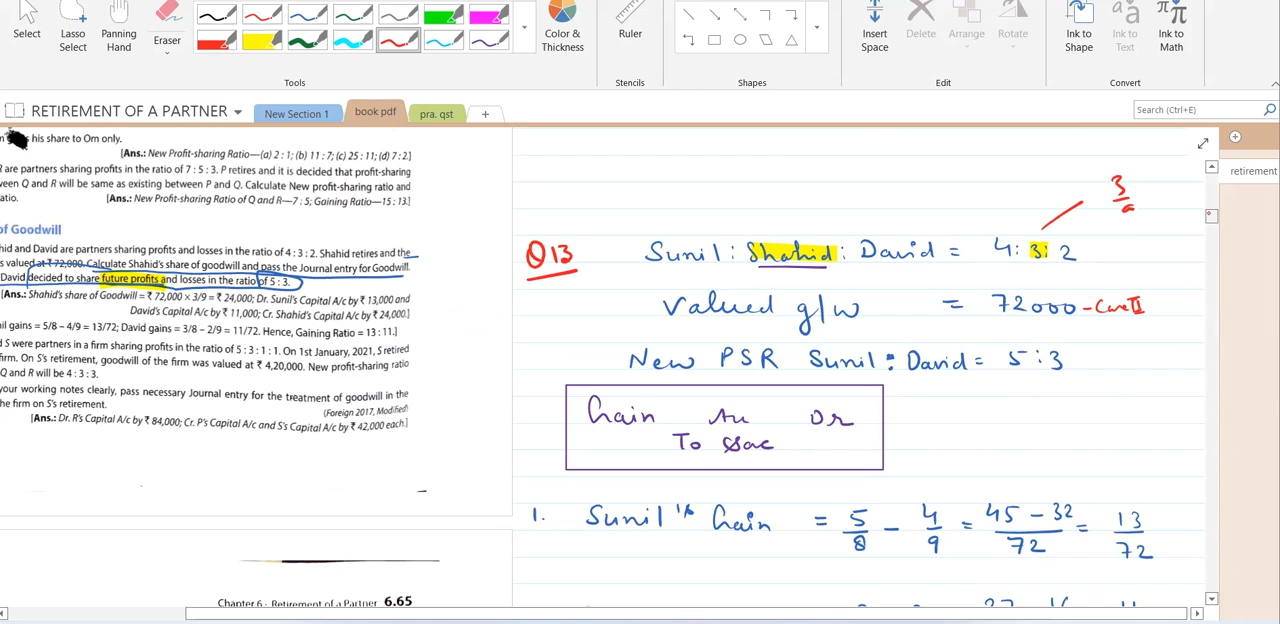 Select
Lasso
Select
Panning
Hand
Eraser
Color &
Thickness
Ruler
Insert
Space
Delete
Arrange
Rotate
Ink to
Shape
Ink to
Text
Ink to
Math
Tools
Stencils
Shapes
Edit
Convert
RETIREMENT OF A PARTNER
New Section 1
book pdf
pra. qst
+
Search (Ctrl+E)
retirement
his share to Om only.
[Ans.: New Profit-sharing Ratio—(a) 2 : 1; (b) 11 : 7; (c) 25 : 11; (d) 7 : 2.]
R are partners sharing profits in the ratio of 7 : 5 : 3. P retires and it is decided that profit-sharing
ween Q and R will be same as existing between P and Q. Calculate New profit-sharing ratio and
ratio.
[Ans.: New Profit-sharing Ratio of Q and R—7 : 5; Gaining Ratio—15 : 13.]
of Goodwill
hid and David are partners sharing profits and losses in the ratio of 4 : 3 : 2. Shahid retires and the
s valued at ₹ 72,000. Calculate Shahid's share of goodwill and pass the Journal entry for Goodwill.
David decided to share future profits and losses in the ratio of 5 : 3.
[Ans.: Shahid's share of Goodwill = ₹ 72,000 × 3/9 = ₹ 24,000; Dr. Sunil's Capital A/c by ₹ 13,000 and
David's Capital A/c by ₹ 11,000; Cr. Shahid's Capital A/c by ₹ 24,000.]
nil gains = 5/8 – 4/9 = 13/72; David gains = 3/8 – 2/9 = 11/72. Hence, Gaining Ratio = 13 : 11.]
d S were partners in a firm sharing profits in the ratio of 5 : 3 : 1 : 1. On 1st January, 2021, S retired
firm. On S's retirement, goodwill of the firm was valued at ₹ 4,20,000. New profit-sharing ratio
Q and R will be 4 : 3 : 3.
your working notes clearly, pass necessary Journal entry for the treatment of goodwill in the
the firm on S's retirement.
(Foreign 2017, Modified)
[Ans.: Dr. R's Capital A/c by ₹ 84,000; Cr. P's Capital A/c and S's Capital A/c by ₹ 42,000 each.]
Chapter 6 · Retirement of a Partner 6.65
3
Q13 Sunil : Shahid : David = 4 : 3 : 2
Valued g/w = 72000
New PSR Sunil : David = 5 : 3
Gain Dr
To
1. Sunil's Gain = 5/8 - 4/9 = 45 - 32/72 = 13/72